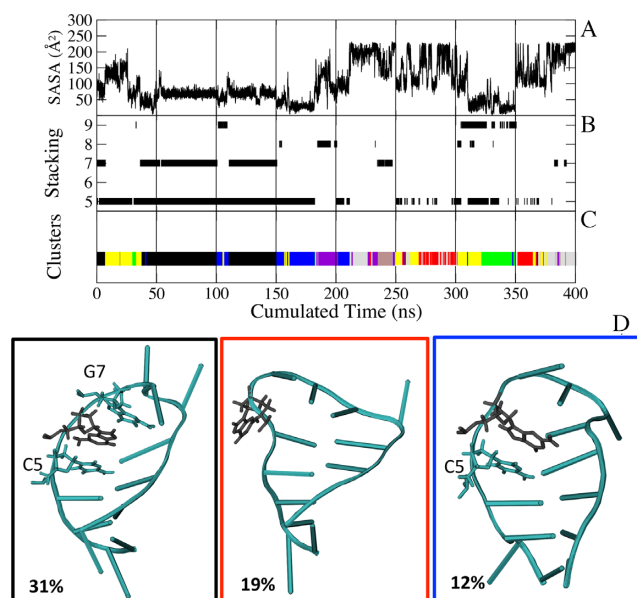 A
SASA (Å²)
300
250
200
150
100
50
B
Stacking
9
8
7
6
5
C
Clusters
0 50 100 150 200 250 300 350 400
Cumulated Time (ns)
D
G7
C5
31%
19%
C5
12%